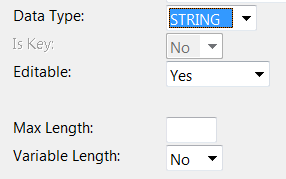 Data Type: STRING
Is Key: No
Editable: Yes
Max Length:
Variable Length: No